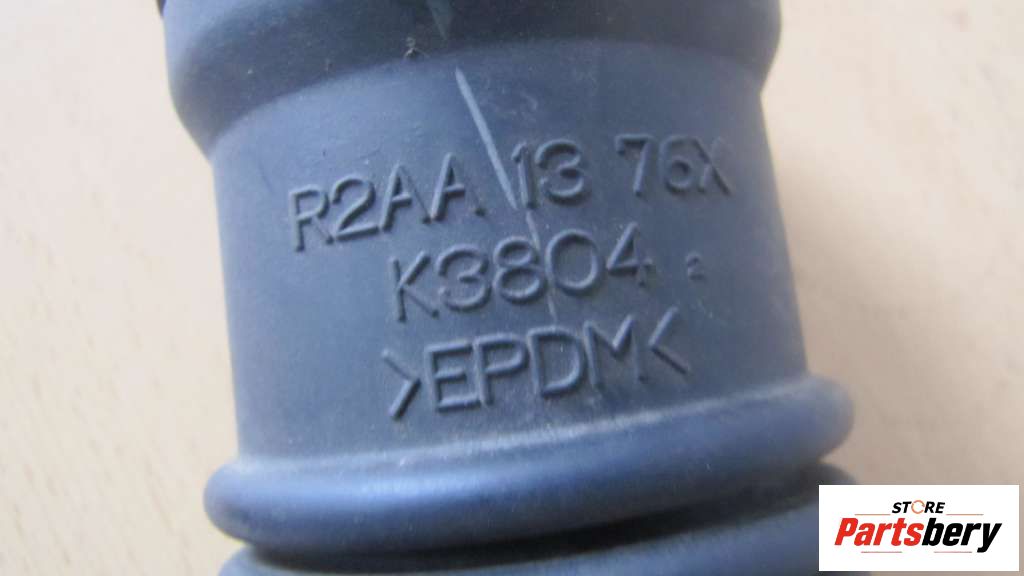 R2AA 13 76X
K3804 2
>EPDM<
STORE
Partsbery